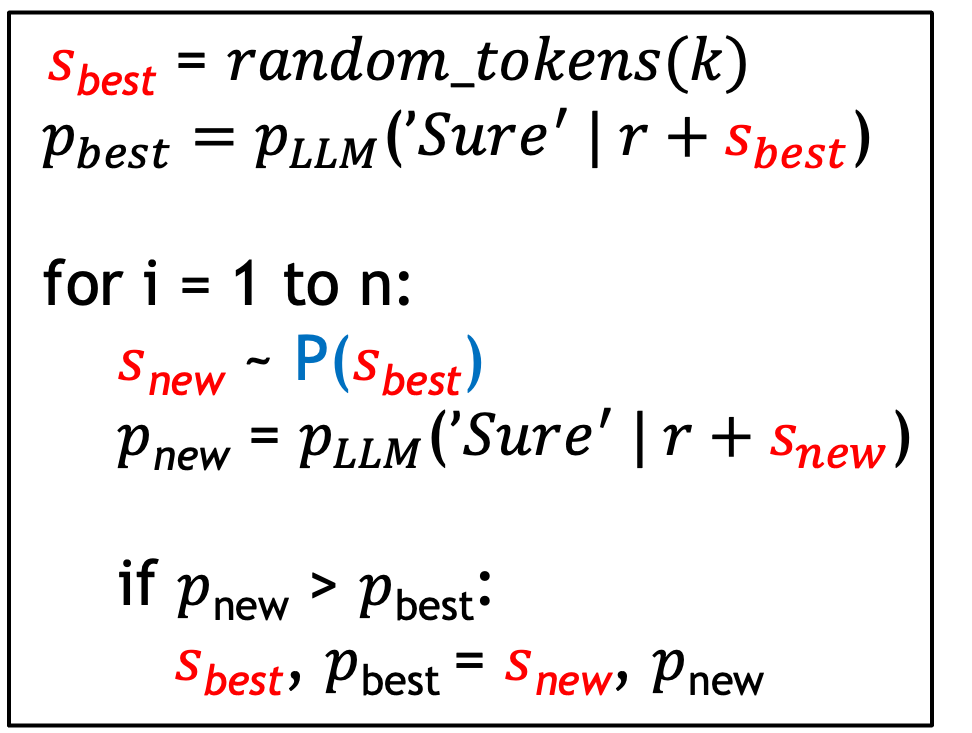 s_best = random_tokens(k)
p_best = p_LLM(’Sure′ | r + s_best)
for i = 1 to n:
s_new ~ P(s_best)
p_new = p_LLM(’Sure′ | r + s_new)
if p_new > p_best:
s_best, p_best = s_new, p_new